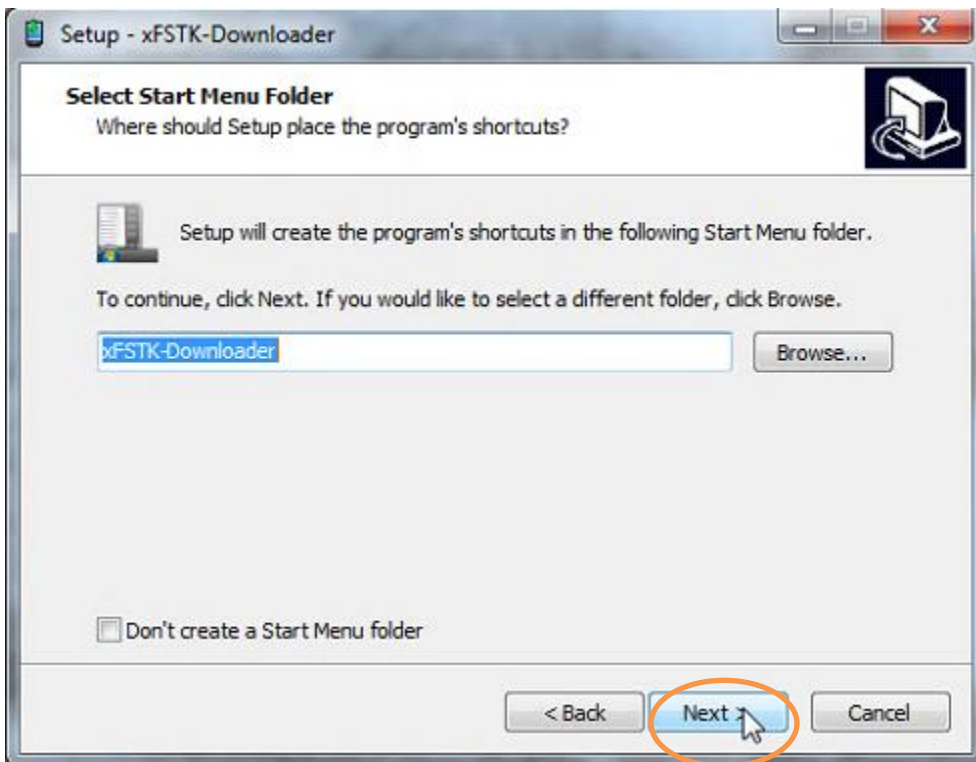 Setup - xFSTK-Downloader
Select Start Menu Folder
Where should Setup place the program's shortcuts?
Setup will create the program's shortcuts in the following Start Menu folder.
To continue, click Next. If you would like to select a different folder, click Browse.
xFSTK-Downloader
Browse...
Don't create a Start Menu folder
< Back
Next >
Cancel